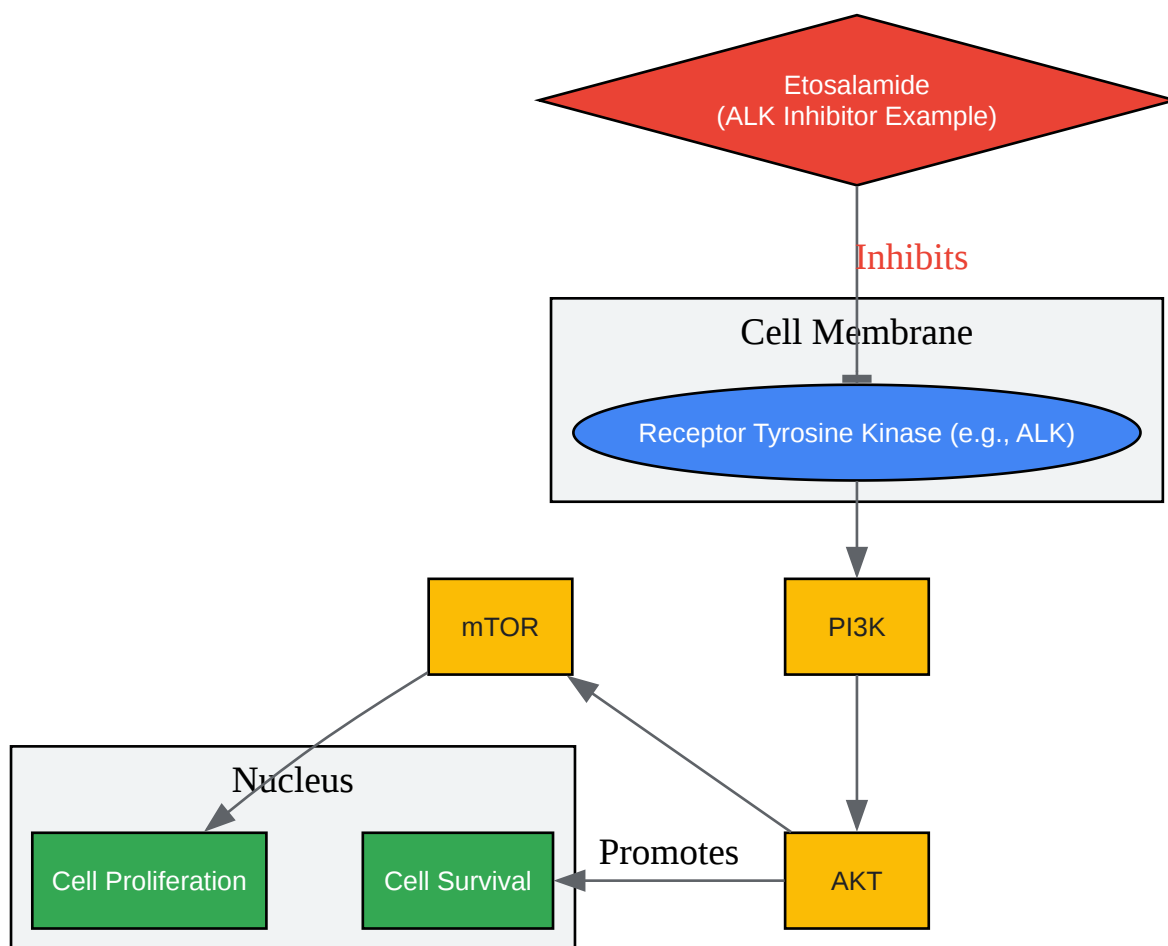 Etosalamide
(ALK Inhibitor Example)
Inhibits
Cell Membrane
Receptor Tyrosine Kinase (e.g., ALK)
mTOR
PI3K
Nucleus
Cell Proliferation
Cell Survival
Promotes
AKT